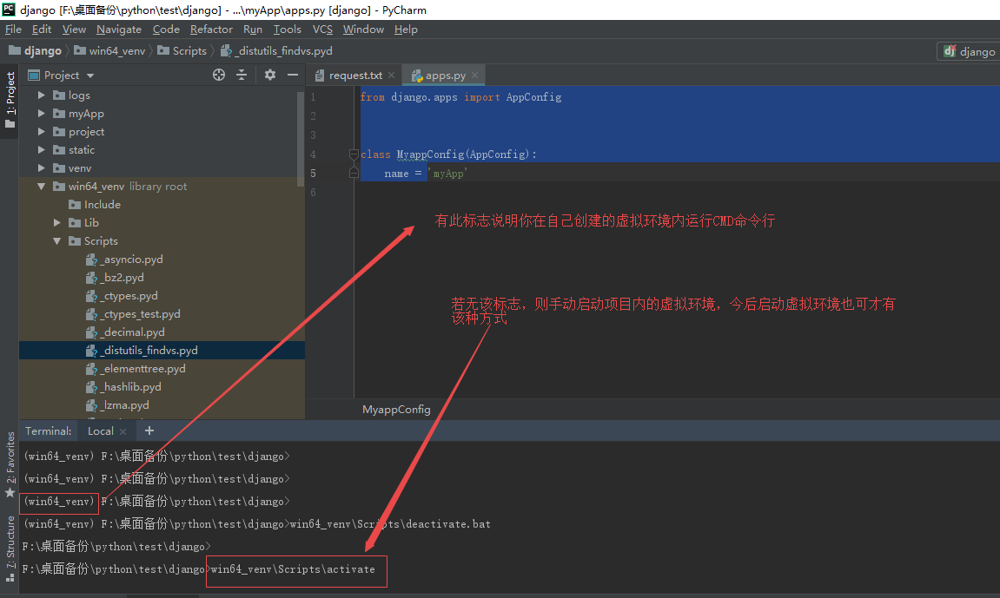 django [F:\桌面备份\python\test\django] - ...\myApp\apps.py [django] - PyCharm
File Edit View Navigate Code Refactor Run Tools VCS Window Help
django win64_venv Scripts _distutils_findvs.pyd django
1: Project
Project
request.txt apps.py
logs
myApp
project
static
venv
win64_venv library root
Include
Lib
Scripts
_asyncio.pyd
_bz2.pyd
_ctypes.pyd
_ctypes_test.pyd
_decimal.pyd
_distutils_findvs.pyd
_elementtree.pyd
_hashlib.pyd
_lzma.pyd
1 from django.apps import AppConfig
2
3
4 class MyappConfig(AppConfig):
5 name = 'myApp'
6
有此标志说明你在自己创建的虚拟环境内运行CMD命令行
若无该标志，则手动启动项目内的虚拟环境，今后启动虚拟环境也可才有
该种方式
MyappConfig
2: Favorites
7: Structure
Terminal: Local +
(win64_venv) F:\桌面备份\python\test\django>
(win64_venv) F:\桌面备份\python\test\django>
(win64_venv) F:\桌面备份\python\test\django>
(win64_venv) F:\桌面备份\python\test\django>win64_venv\Scripts\deactivate.bat
F:\桌面备份\python\test\django>
F:\桌面备份\python\test\django>win64_venv\Scripts\activate